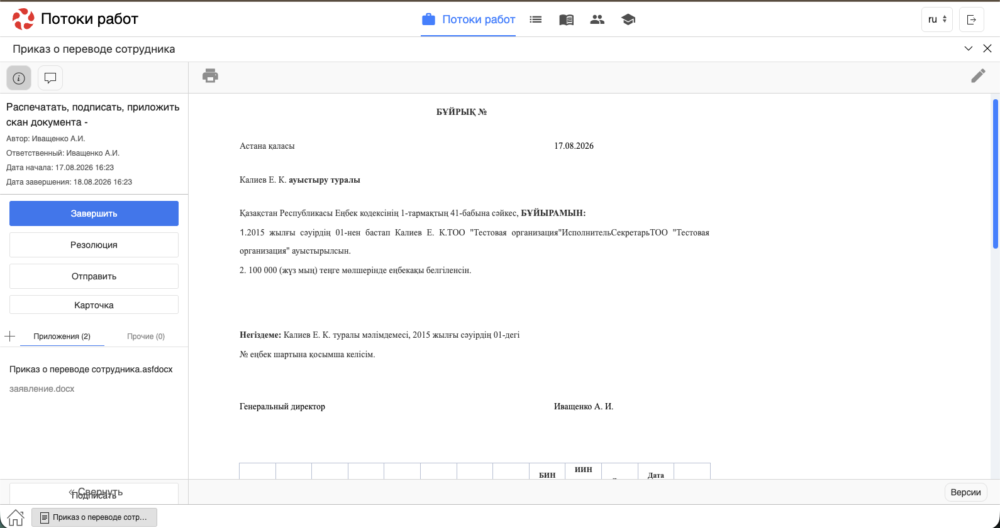 Потоки работ
Потоки работ
ru
Приказ о переводе сотрудника
Распечатать, подписать, приложить
скан документа -
Автор: Иващенко А.И.
Ответственный: Иващенко А.И.
Дата начала: 17.08.2026 16:23
Дата завершения: 18.08.2026 16:23
Завершить
Резолюция
Отправить
Карточка
Приложения (2)
Прочие (0)
Приказ о переводе сотрудника.asfdocx
заявление.docx
« Свернуть
Подписать
БҰЙРЫҚ №
Астана қаласы
17.08.2026
Калиев Е. К. ауыстыру туралы
Қазақстан Республикасы Еңбек кодексінің 1-тармақтың 41-бабына сәйкес, БҰЙЫРАМЫН:
1.2015 жылғы сәуірдің 01-нен бастап Калиев Е. К.ТОО "Тестовая организация"ИсполнительСекретарьТОО "Тестовая
организация" ауыстырылсын.
2. 100 000 (жүз мың) теңге мөлшерінде еңбекақы белгіленсін.
Негіздеме: Калиев Е. К. туралы мәлімдемесі, 2015 жылғы сәуірдің 01-дегі
№ еңбек шартына қосымша келісім.
Генеральный директор
Иващенко А. И.
БИН
ИИН
Дата
Версии
Приказ о переводе сотр...